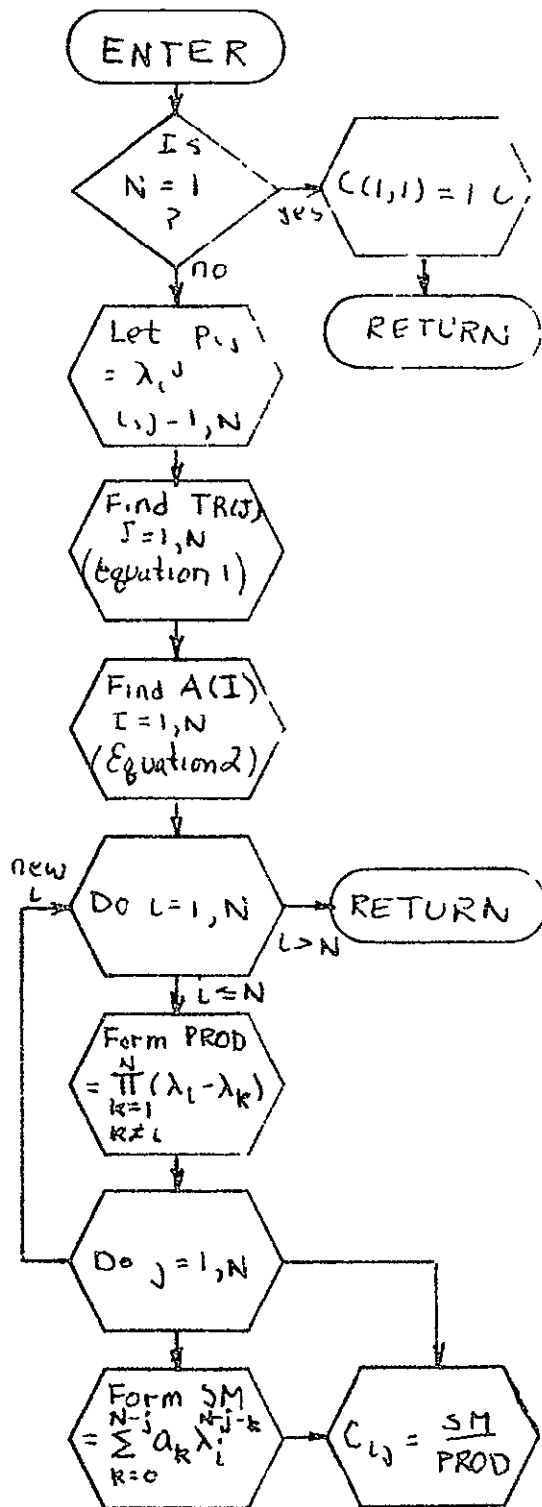 ENTER
Is
N = 1
?
yes
C(1,1) = 1
RETURN
no
Let Pij
= λi^j
i,j-1,N
Find TR(J)
J=1,N
(Equation 1)
Find A(I)
I=1,N
(Equation 2)
new
i
Do i=1,N
i>N
RETURN
i≤N
Form PROD
N
= Π (λi-λk)
k=1
k≠i
Do j=1,N
Form SM
N-j N-j-k
= Σ ak λi
k=0
Cij = SM
PROD